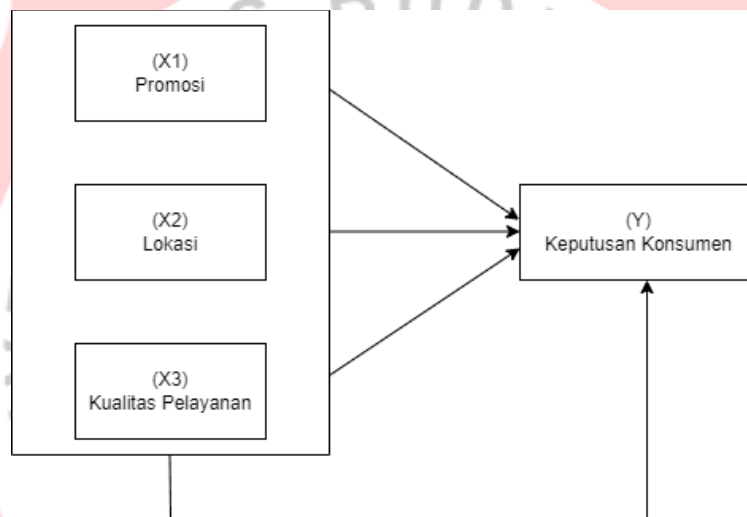 (X1)
Promosi
(X2)
Lokasi
(Y)
Keputusan Konsumen
(X3)
Kualitas Pelayanan